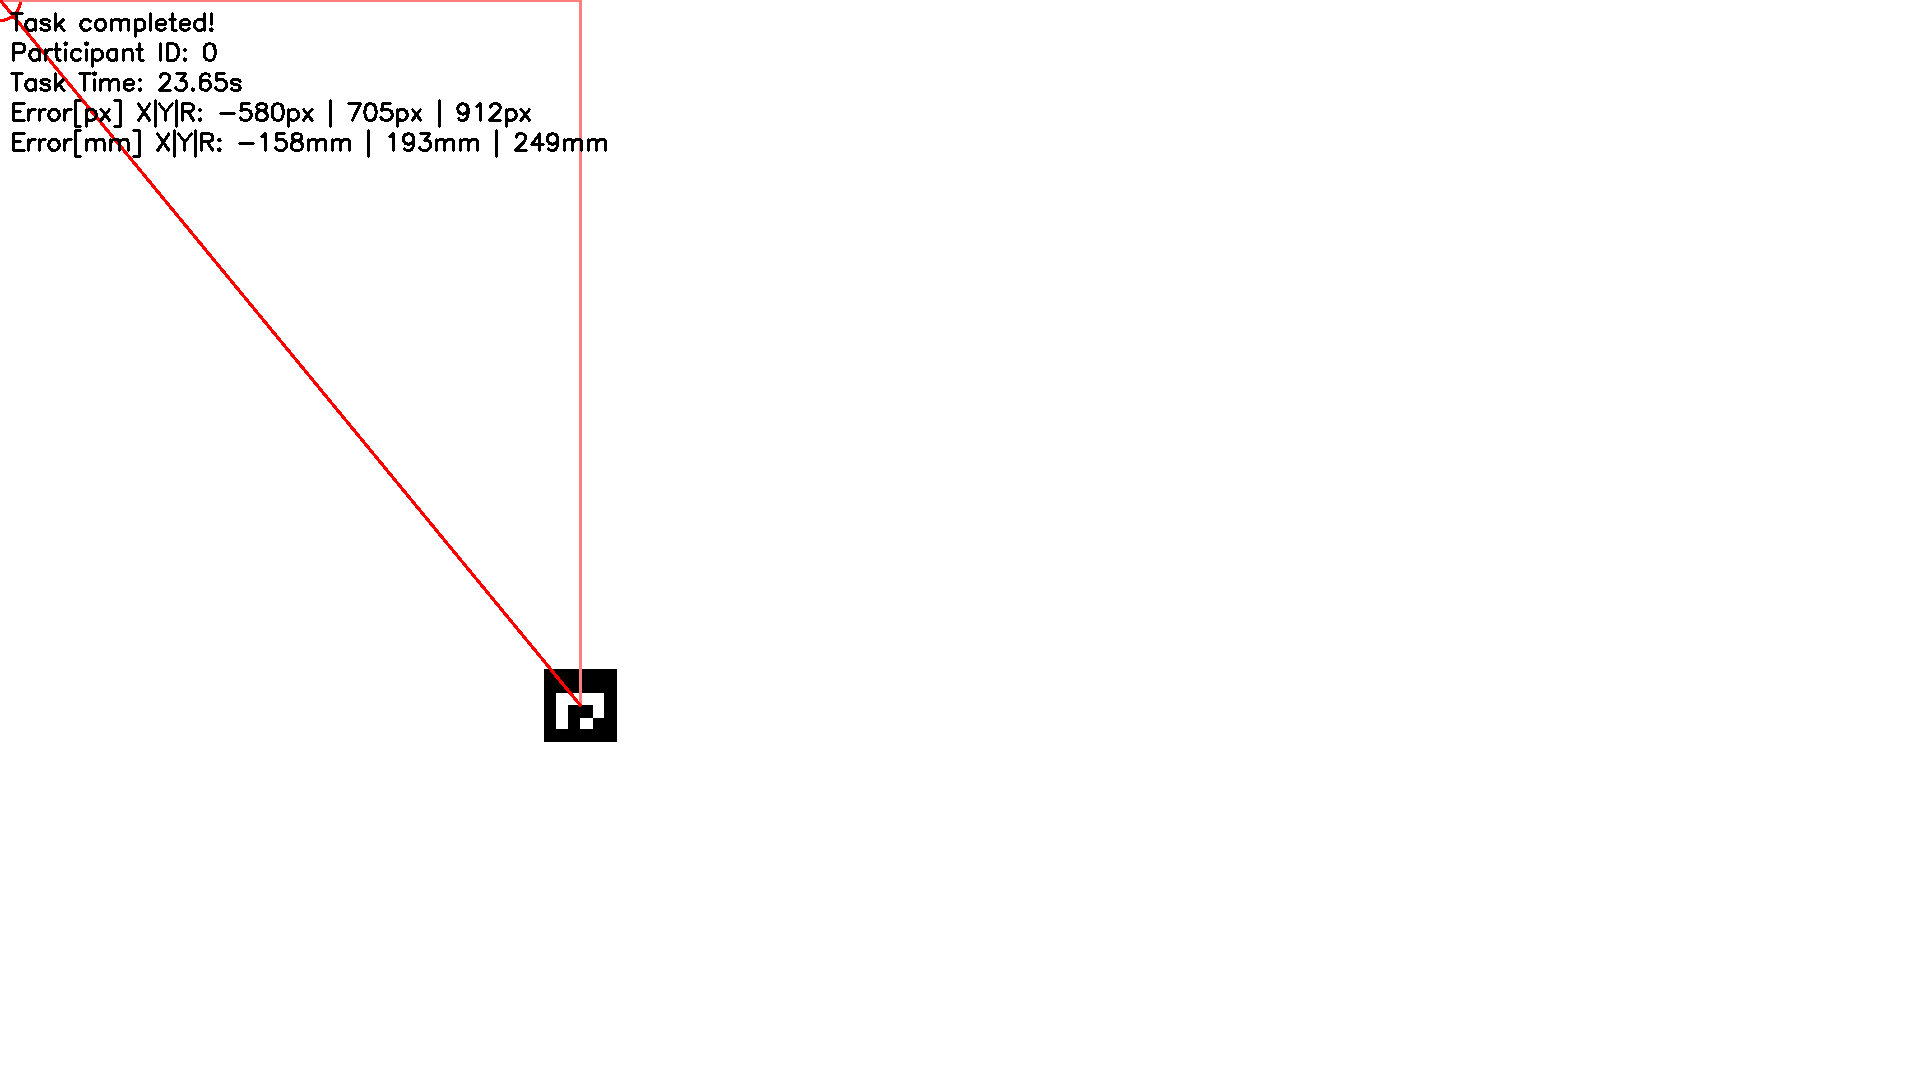 Task completed!
Participant ID: 0
Task Time: 23.65s
Error[px] X|Y|R: -580px | 705px | 912px
Error[mm] X|Y|R: -158mm | 193mm | 249mm